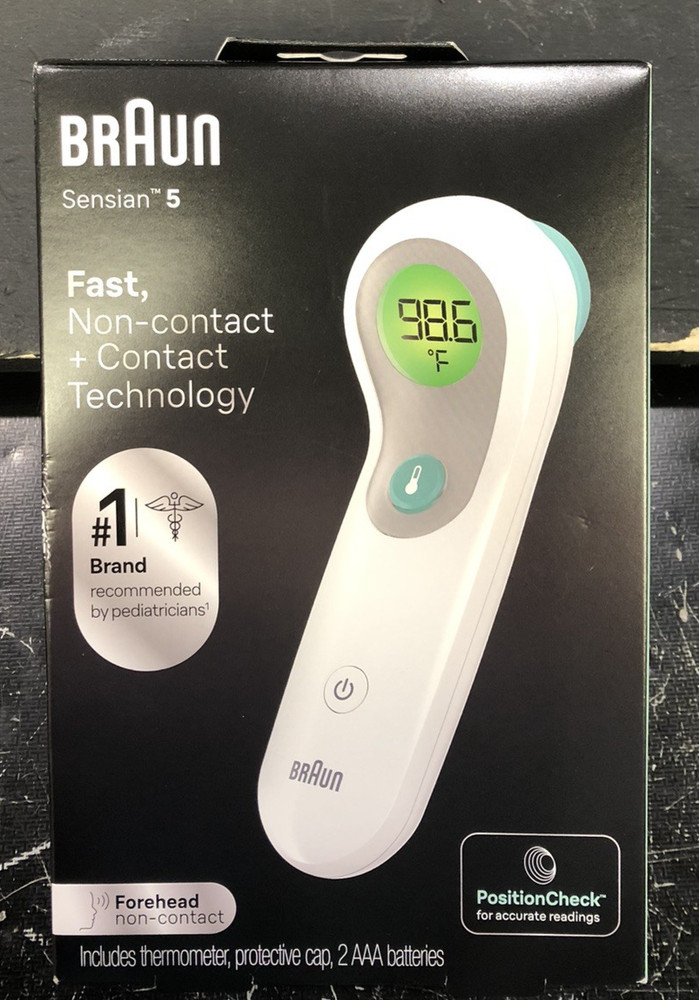 BRAUN
Sensian™ 5
Fast,
Non-contact
+ Contact
Technology
98.6
°F
#1
Brand
recommended
by pediatricians¹
BRAUN
Forehead
non-contact
PositionCheck™
for accurate readings
Includes thermometer, protective cap, 2 AAA batteries